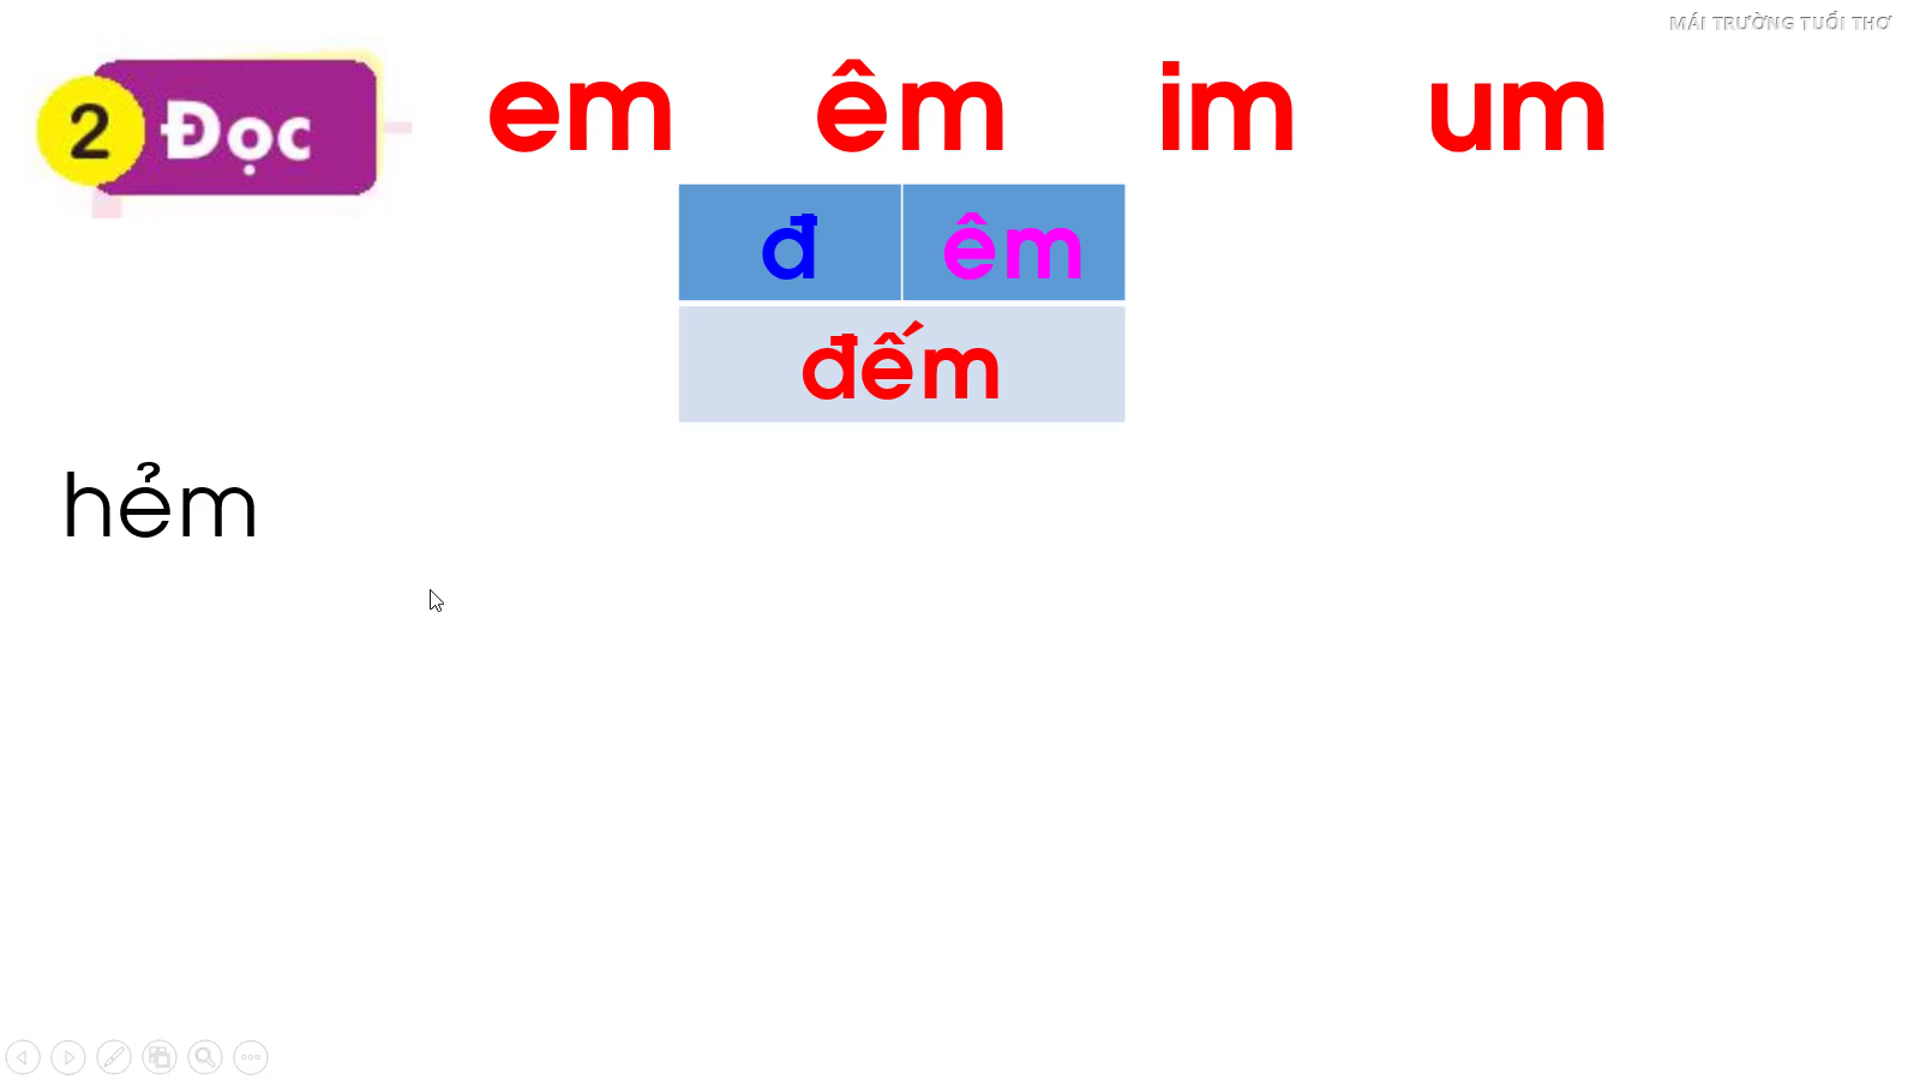 MÁI TRƯỜNG TUỔI THƠ
2 Đọc
em êm im um
đ êm
đếm
hẻm